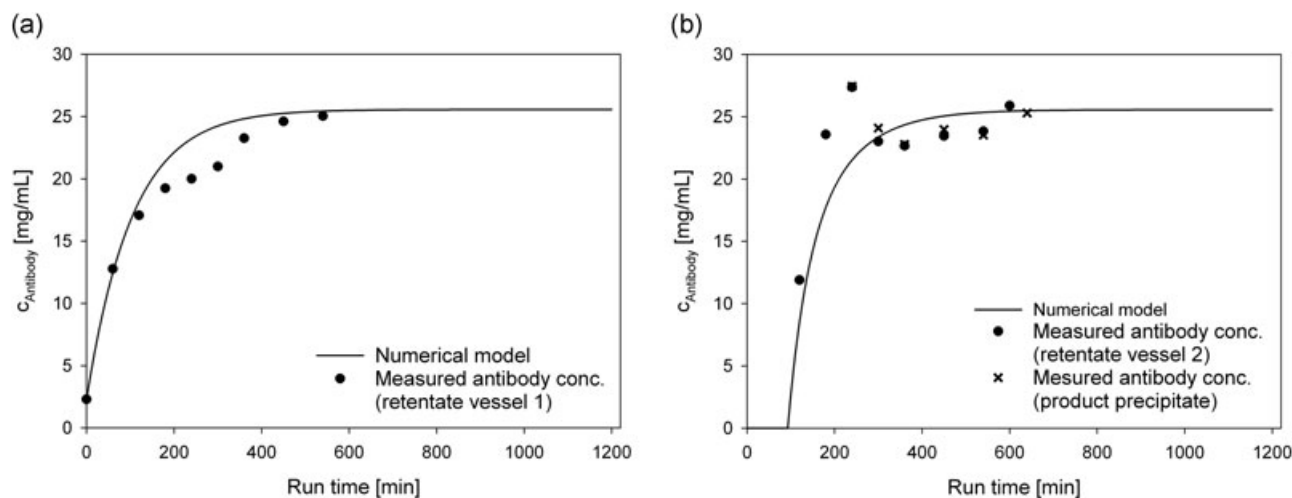 (a)
30
25
20
15
10
5
0
c_Antibody [mg/mL]
0 200 400 600 800 1000 1200
Run time [min]
Numerical model
Measured antibody conc.
(retentate vessel 1)
(b)
30
25
20
15
10
5
0
c_Antibody [mg/mL]
0 200 400 600 800 1000 1200
Run time [min]
Numerical model
Measured antibody conc.
(retentate vessel 2)
Mesured antibody conc.
(product precipitate)